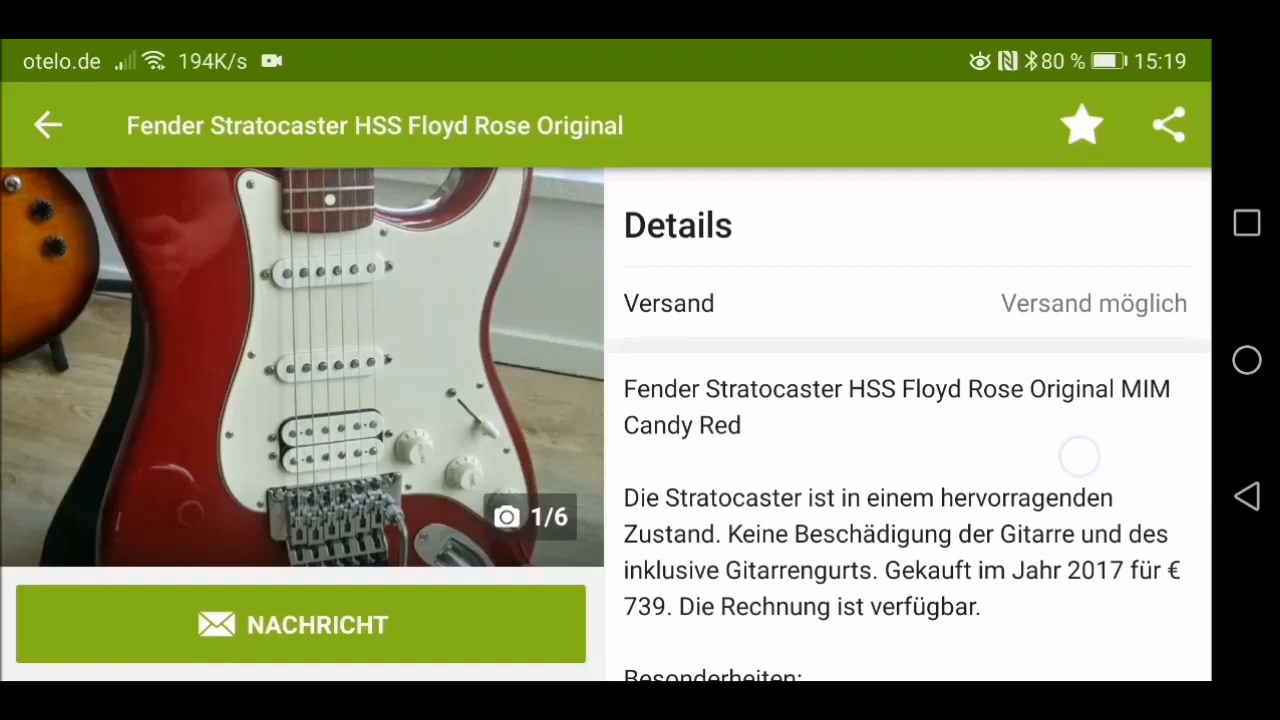 otelo.de 194K/s 80 % 15:19
Fender Stratocaster HSS Floyd Rose Original
Details
Versand Versand möglich
Fender Stratocaster HSS Floyd Rose Original MIM
Candy Red
Die Stratocaster ist in einem hervorragenden
Zustand. Keine Beschädigung der Gitarre und des
inklusive Gitarrengurts. Gekauft im Jahr 2017 für €
739. Die Rechnung ist verfügbar.
Besonderheiten:
1/6
NACHRICHT